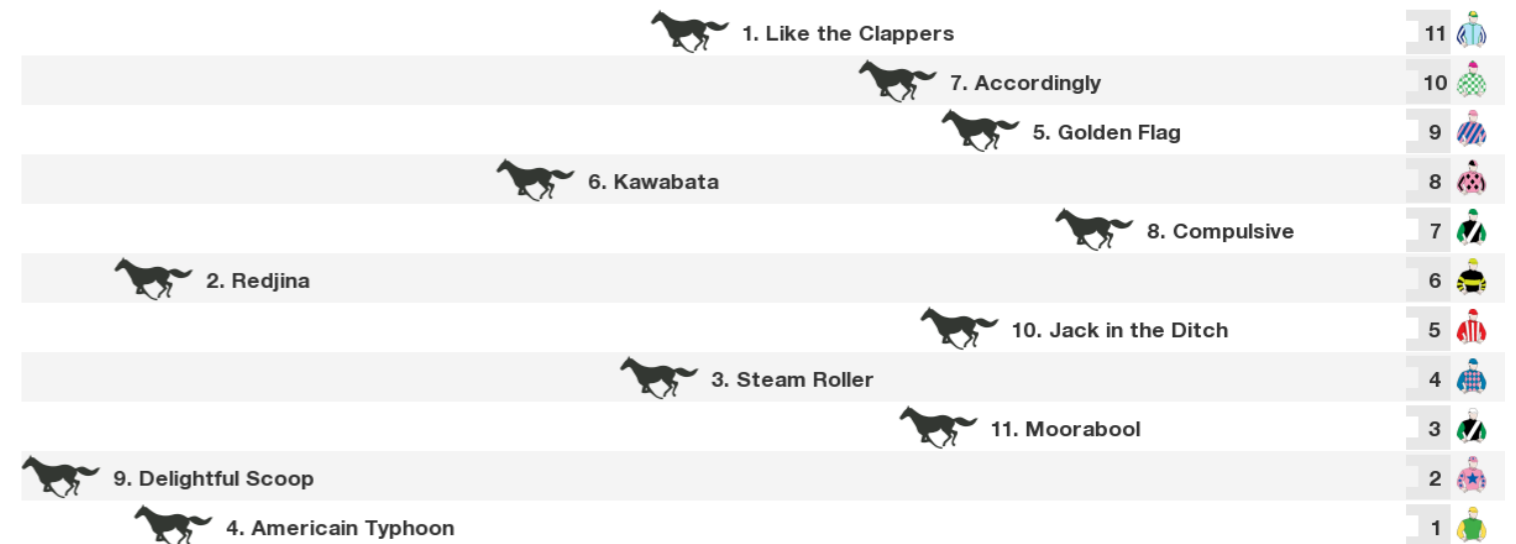 1. Like the Clappers 11
7. Accordingly 10
5. Golden Flag 9
6. Kawabata 8
8. Compulsive 7
2. Redjina 6
10. Jack in the Ditch 5
3. Steam Roller 4
11. Moorabool 3
9. Delightful Scoop 2
4. Americain Typhoon 1